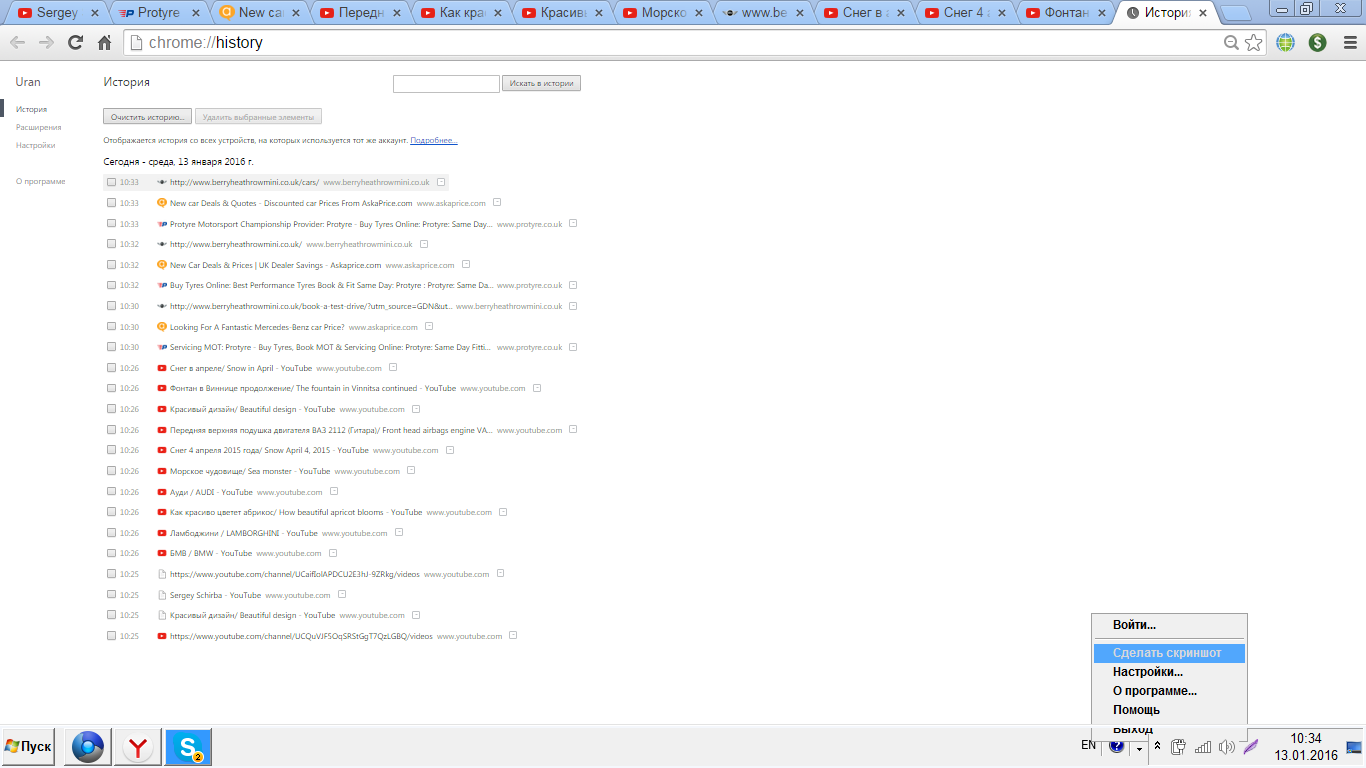 Sergey
Protyre
New ca
Передн
Как кра
Красив
Морско
www.be
Снег в а
Снег 4 а
Фонтан
История
chrome://history
Uran
История
Искать в истории
История
Расширения
Настройки
О программе
Очистить историю...
Удалить выбранные элементы
Отображается история со всех устройств, на которых используется тот же аккаунт. Подробнее...
Сегодня - среда, 13 января 2016 г.
10:33 http://www.berryheathrowmini.co.uk/cars/ www.berryheathrowmini.co.uk
10:33 New car Deals & Quotes - Discounted car Prices From AskaPrice.com www.askaprice.com
10:33 Protyre Motorsport Championship Provider: Protyre - Buy Tyres Online: Protyre: Same Day... www.protyre.co.uk
10:32 http://www.berryheathrowmini.co.uk/ www.berryheathrowmini.co.uk
10:32 New Car Deals & Prices | UK Dealer Savings - Askaprice.com www.askaprice.com
10:32 Buy Tyres Online: Best Performance Tyres Book & Fit Same Day: Protyre : Protyre: Same Da... www.protyre.co.uk
10:30 http://www.berryheathrowmini.co.uk/book-a-test-drive/?utm_source=GDN&ut... www.berryheathrowmini.co.uk
10:30 Looking For A Fantastic Mercedes-Benz car Price? www.askaprice.com
10:30 Servicing MOT: Protyre - Buy Tyres, Book MOT & Servicing Online: Protyre: Same Day Fitti... www.protyre.co.uk
10:26 Снег в апреле/ Snow in April - YouTube www.youtube.com
10:26 Фонтан в Виннице продолжение/ The fountain in Vinnitsa continued - YouTube www.youtube.com
10:26 Красивый дизайн/ Beautiful design - YouTube www.youtube.com
10:26 Передняя верхняя подушка двигателя ВАЗ 2112 (Гитара)/ Front head airbags engine VA... www.youtube.com
10:26 Снег 4 апреля 2015 года/ Snow April 4, 2015 - YouTube www.youtube.com
10:26 Морское чудовище/ Sea monster - YouTube www.youtube.com
10:26 Ауди / AUDI - YouTube www.youtube.com
10:26 Как красиво цветет абрикос/ How beautiful apricot blooms - YouTube www.youtube.com
10:26 Ламбоджини / LAMBORGHINI - YouTube www.youtube.com
10:26 БМВ / BMW - YouTube www.youtube.com
10:25 https://www.youtube.com/channel/UCaifIolAPDCU2E3hJ-9ZRkg/videos www.youtube.com
10:25 Sergey Schirba - YouTube www.youtube.com
10:25 Красивый дизайн/ Beautiful design - YouTube www.youtube.com
10:25 https://www.youtube.com/channel/UCQuVJF5OqSRStGgT7QzLGBQ/videos www.youtube.com
Войти...
Сделать скриншот
Настройки...
О программе...
Помощь
Выход
Пуск
2
EN
10:34
13.01.2016